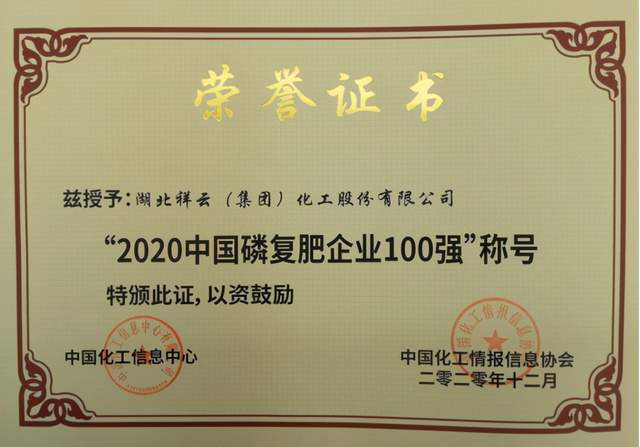 荣誉证书
兹授予：湖北祥云（集团）化工股份有限公司
“2020中国磷复肥企业100强”称号
特颁此证，以资鼓励
中国化工信息中心
中国化工情报信息协会
二零二零年十二月